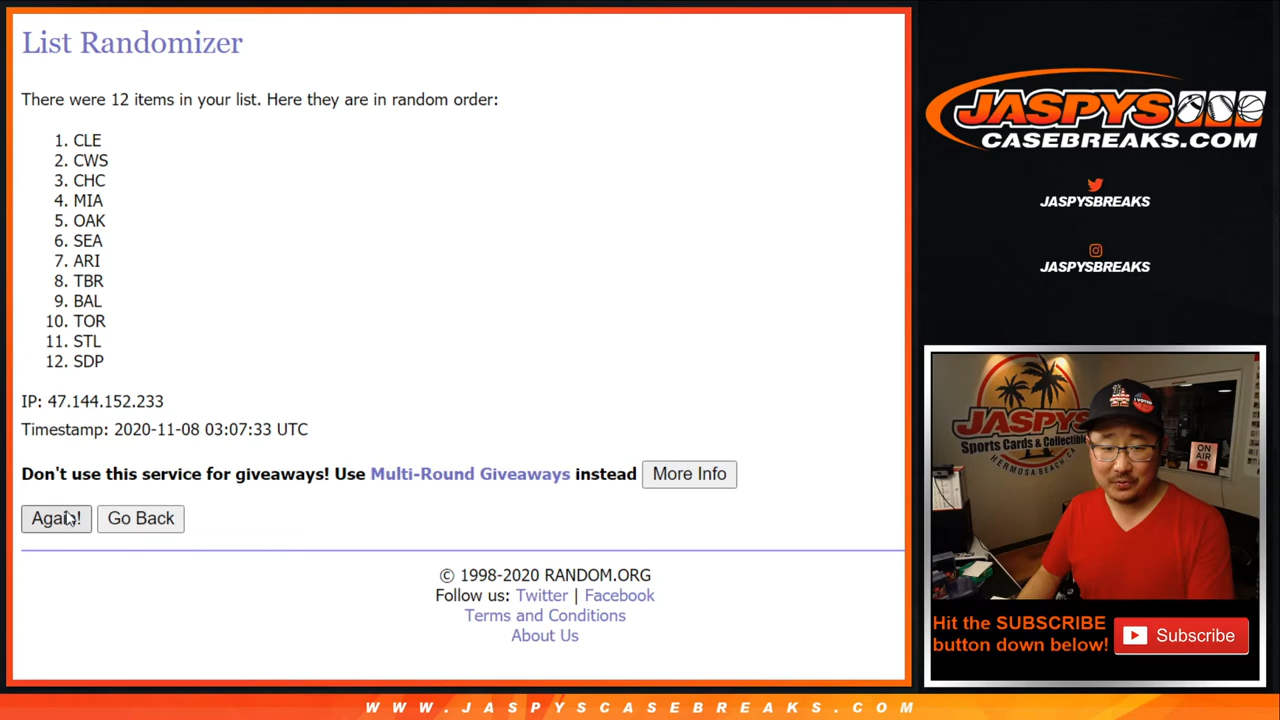 List Randomizer
There were 12 items in your list. Here they are in random order:
1. CLE
2. CWS
3. CHC
4. MIA
5. OAK
6. SEA
7. ARI
8. TBR
9. BAL
10. TOR
11. STL
12. SDP
IP: 47.144.152.233
Timestamp: 2020-11-08 03:07:33 UTC
Don't use this service for giveaways! Use Multi-Round Giveaways instead More Info
Again! Go Back
© 1998-2020 RANDOM.ORG
Follow us: Twitter | Facebook
Terms and Conditions
About Us
JASPYS
CASEBREAKS.COM
JASPYSBREAKS
JASPYSBREAKS
JASPYS
Sports Cards & Collectible
HERMOSA BEACH CA
I VOTED
ON
AIR
Hit the SUBSCRIBE
button down below!
Subscribe
WWW.JASPYSCASEBREAKS.COM